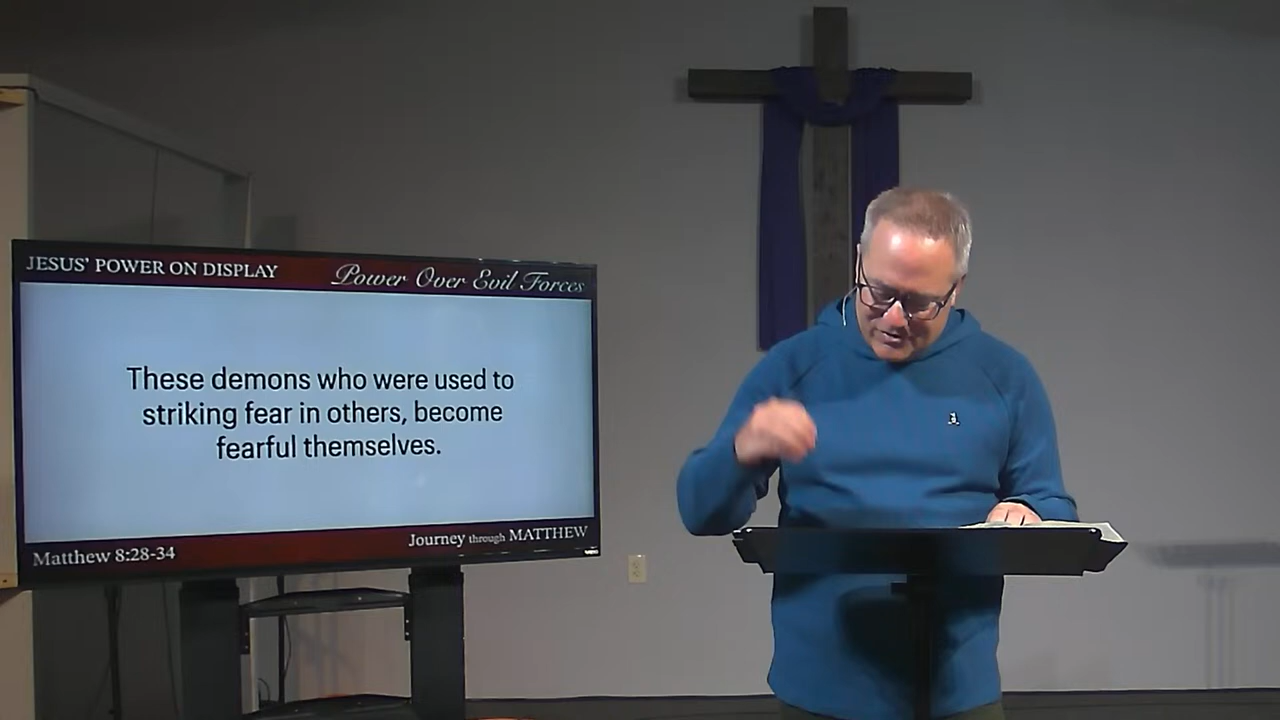 JESUS' POWER ON DISPLAY
Power Over Evil Forces
These demons who were used to
striking fear in others, become
fearful themselves.
Matthew 8:28-34
Journey through MATTHEW